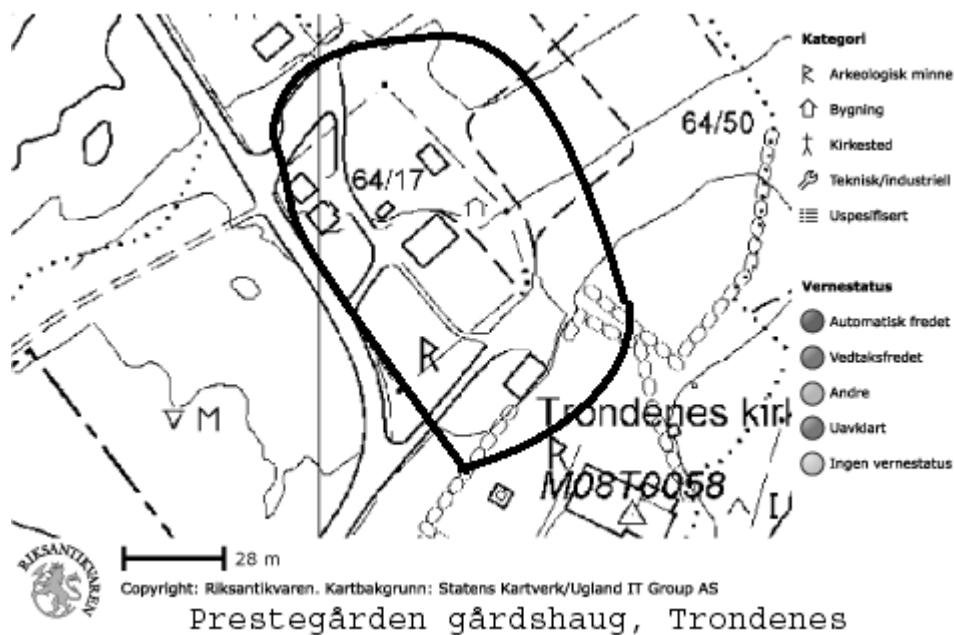 Kategori
Arkeologisk minne
Bygning
Kirkested
Teknisk/industriell
Uspesifisert
64/50
64/17
Vernestatus
Automatisk fredet
Vedtaksfredet
Andre
Uavklart
Ingen vernestatus
M
Trondenes kirl
M08T0058
28 m
RIKSANTIKVAREN
Copyright: Riksantikvaren. Kartbakgrunn: Statens Kartverk/Ugland IT Group AS
Prestegården gårdshaug, Trondenes